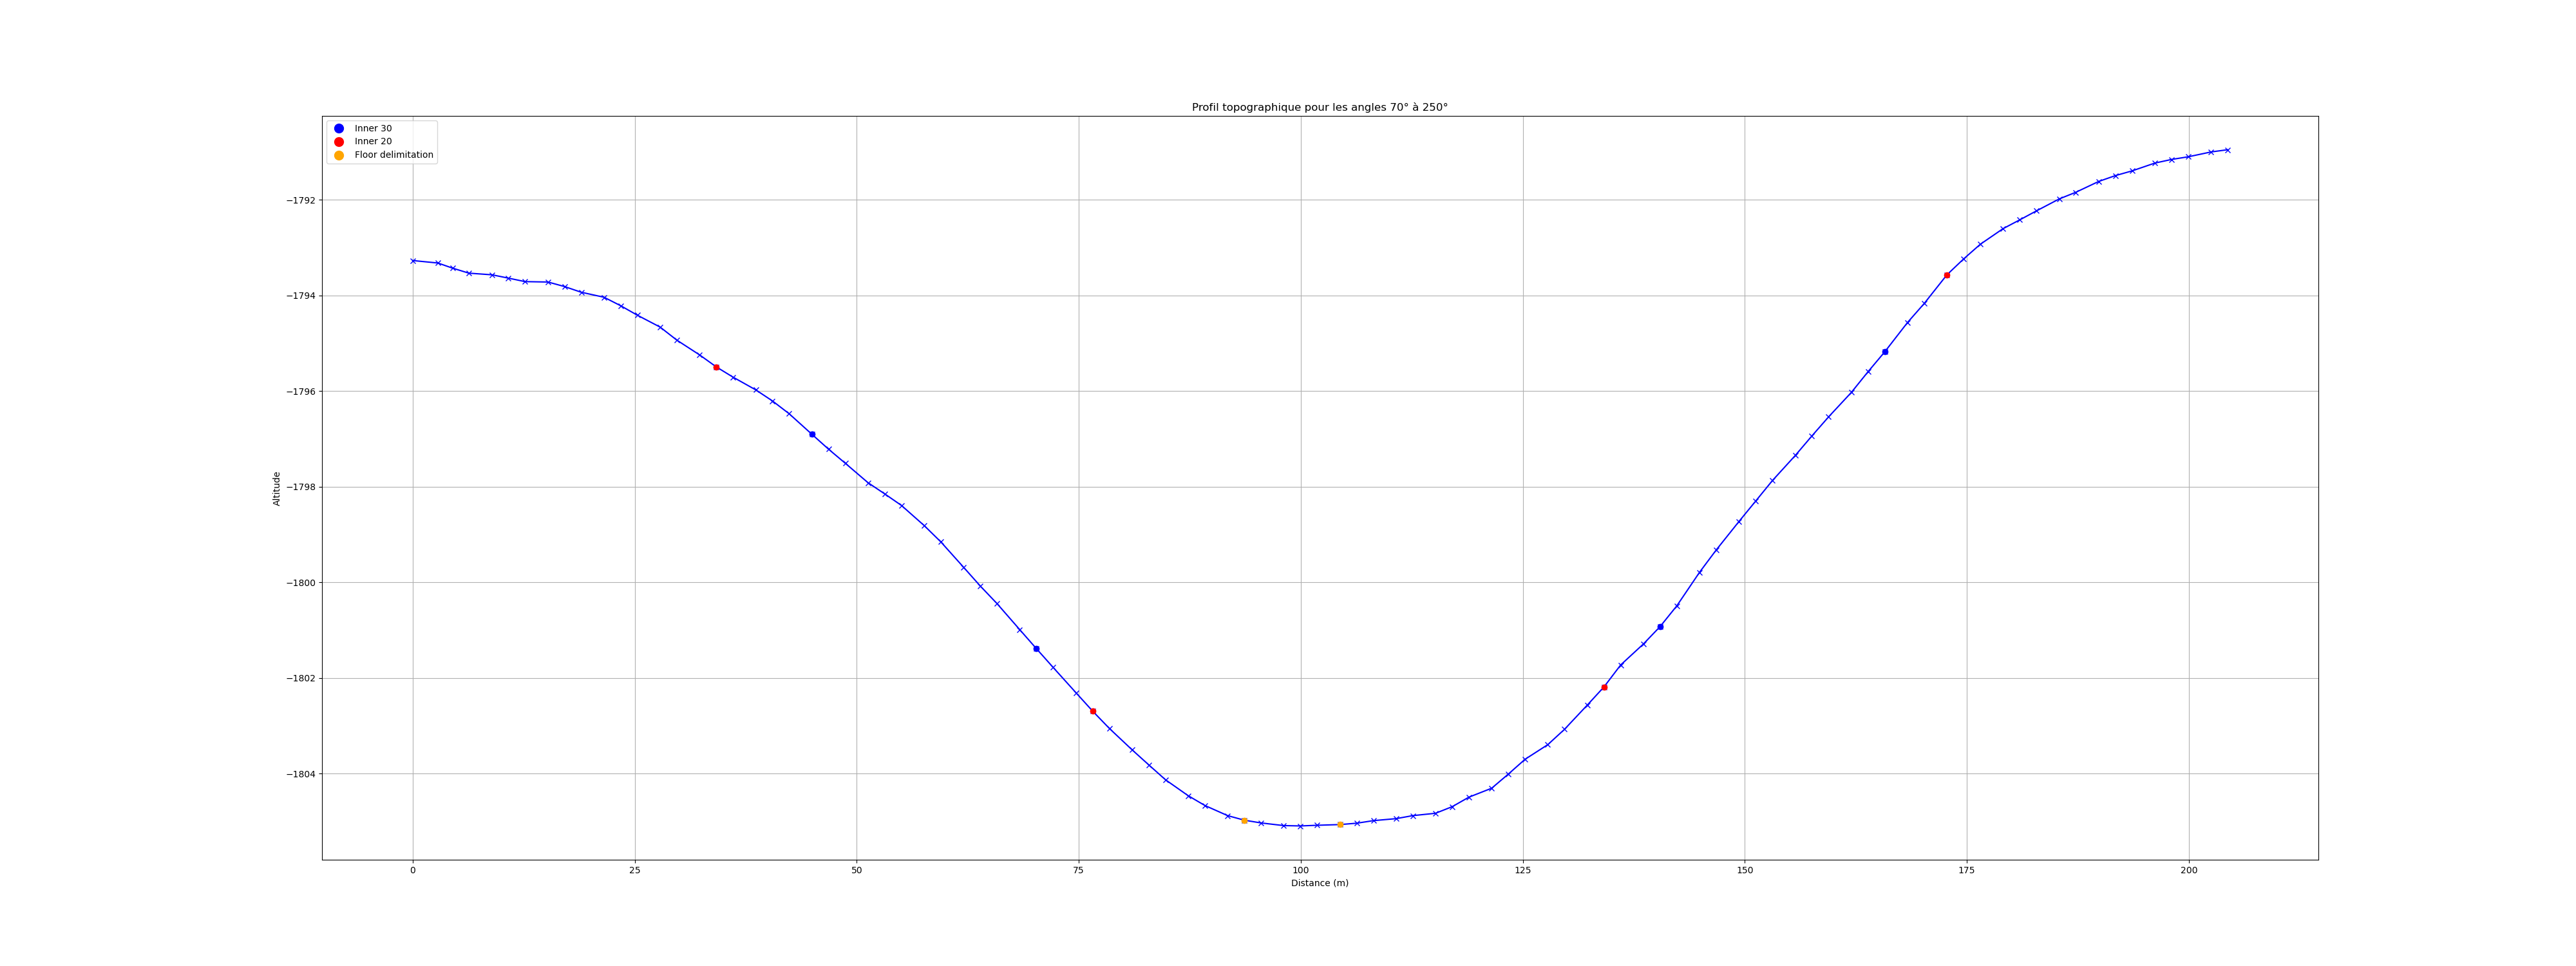 Profil topographique pour les angles 70° à 250°
Inner 30
Inner 20
Floor delimitation
Altitude
−1792
−1794
−1796
−1798
−1800
−1802
−1804
0 25 50 75 100 125 150 175 200
Distance (m)